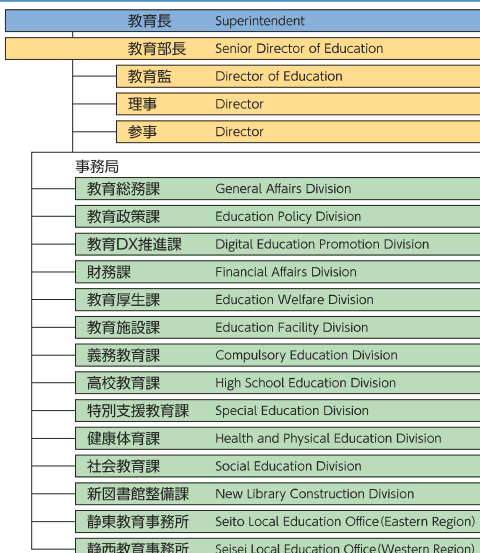 教育長 Superintendent
教育部長 Senior Director of Education
教育監 Director of Education
理事 Director
参事 Director
事務局
教育総務課 General Affairs Division
教育政策課 Education Policy Division
教育DX推進課 Digital Education Promotion Division
財務課 Financial Affairs Division
教育厚生課 Education Welfare Division
教育施設課 Education Facility Division
義務教育課 Compulsory Education Division
高校教育課 High School Education Division
特別支援教育課 Special Education Division
健康体育課 Health and Physical Education Division
社会教育課 Social Education Division
新図書館整備課 New Library Construction Division
静東教育事務所 Seito Local Education Office(Eastern Region)
静西教育事務所 Seisei Local Education Office(Western Region)